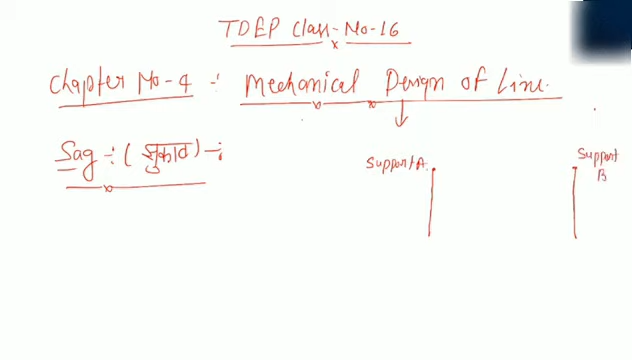 TDEP Class-No-16
Chapter No-4 :- Mechanical Design of Line.
Sag :- (झुकाव) -:
Support A.
Support
B